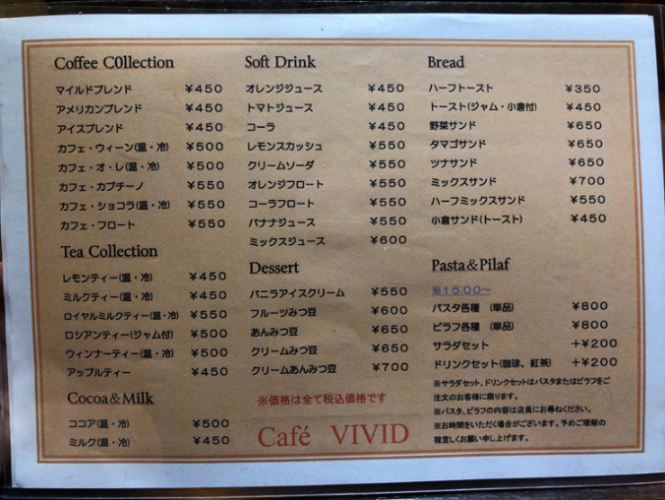 Coffee C0llection
マイルドブレンド ¥450
アメリカンブレンド ¥450
アイスブレンド ¥450
カフェ・ウィーン(温・冷) ¥500
カフェ・オ・レ(温・冷) ¥500
カフェ・カプチーノ ¥550
カフェ・ショコラ(温・冷) ¥550
カフェ・フロート ¥550
Tea Collection
レモンティー(温・冷) ¥450
ミルクティー(温・冷) ¥450
ロイヤルミルクティー(温・冷) ¥550
ロシアンティー(ジャム付) ¥500
ウィンナーティー(温・冷) ¥500
アップルティー ¥450
Cocoa&Milk
ココア(温・冷) ¥500
ミルク(温・冷) ¥450
Soft Drink
オレンジジュース ¥450
トマトジュース ¥450
コーラ ¥450
レモンスカッシュ ¥550
クリームソーダ ¥550
オレンジフロート ¥550
コーラフロート ¥550
バナナジュース ¥550
ミックスジュース ¥600
Dessert
バニラアイスクリーム ¥550
フルーツみつ豆 ¥600
あんみつ豆 ¥650
クリームみつ豆 ¥650
クリームあんみつ豆 ¥700
※価格は全て税込価格です
Café VIVID
Bread
ハーフトースト ¥350
トースト(ジャム・小倉付) ¥450
野菜サンド ¥650
タマゴサンド ¥650
ツナサンド ¥650
ミックスサンド ¥700
ハーフミックスサンド ¥550
小倉サンド(トースト) ¥450
Pasta&Pilaf
※15:00〜
パスタ各種 (単品) ¥800
ピラフ各種 (単品) ¥800
サラダセット +¥200
ドリンクセット(珈琲、紅茶) +¥200
※サラダセット、ドリンクセットはパスタまたはピラフをご
注文のお客様に限ります。
※パスタ、ピラフの内容は店員にお尋ねください。
※お時間をいただく場合がございます。予めご理解の
程宜しくお願い申し上げます。